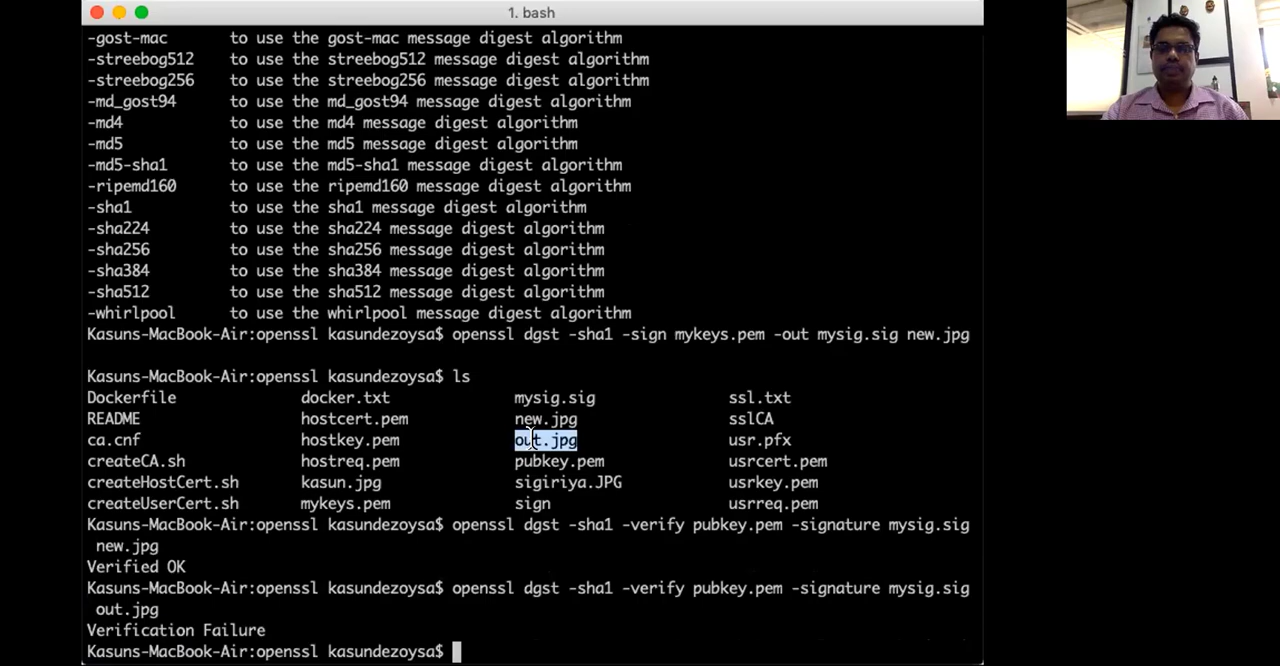 1. bash
-gost-mac to use the gost-mac message digest algorithm
-streebog512 to use the streebog512 message digest algorithm
-streebog256 to use the streebog256 message digest algorithm
-md_gost94 to use the md_gost94 message digest algorithm
-md4 to use the md4 message digest algorithm
-md5 to use the md5 message digest algorithm
-md5-sha1 to use the md5-sha1 message digest algorithm
-ripemd160 to use the ripemd160 message digest algorithm
-sha1 to use the sha1 message digest algorithm
-sha224 to use the sha224 message digest algorithm
-sha256 to use the sha256 message digest algorithm
-sha384 to use the sha384 message digest algorithm
-sha512 to use the sha512 message digest algorithm
-whirlpool to use the whirlpool message digest algorithm
Kasuns-MacBook-Air:openssl kasundezoysa$ openssl dgst -sha1 -sign mykeys.pem -out mysig.sig new.jpg
Kasuns-MacBook-Air:openssl kasundezoysa$ ls
Dockerfile docker.txt mysig.sig ssl.txt
README hostcert.pem new.jpg sslCA
ca.cnf hostkey.pem out.jpg usr.pfx
createCA.sh hostreq.pem pubkey.pem usrcert.pem
createHostCert.sh kasun.jpg sigiriya.JPG usrkey.pem
createUserCert.sh mykeys.pem sign usrreq.pem
Kasuns-MacBook-Air:openssl kasundezoysa$ openssl dgst -sha1 -verify pubkey.pem -signature mysig.sig
new.jpg
Verified OK
Kasuns-MacBook-Air:openssl kasundezoysa$ openssl dgst -sha1 -verify pubkey.pem -signature mysig.sig
out.jpg
Verification Failure
Kasuns-MacBook-Air:openssl kasundezoysa$